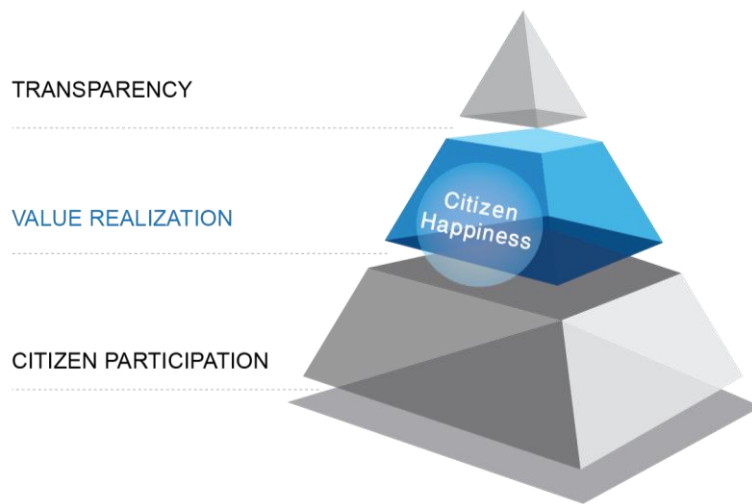 TRANSPARENCY
VALUE REALIZATION
Citizen
Happiness
CITIZEN PARTICIPATION